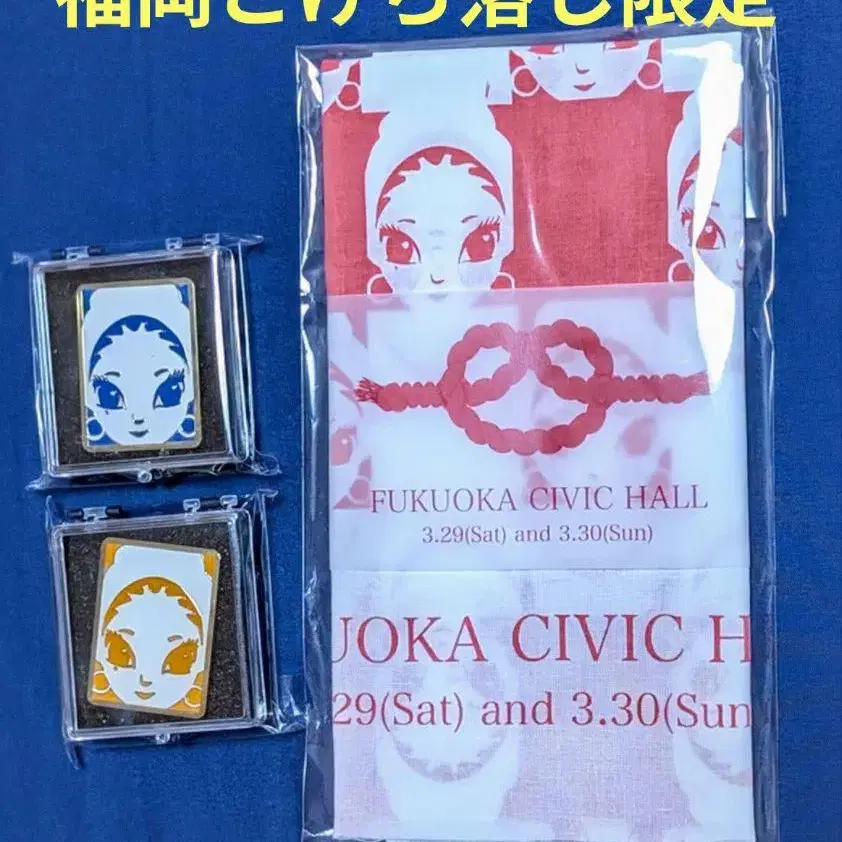 福岡こけら落し限定
FUKUOKA CIVIC HALL
3.29(Sat) and 3.30(Sun)
UOKA CIVIC H
29(Sat) and 3.30(Sun